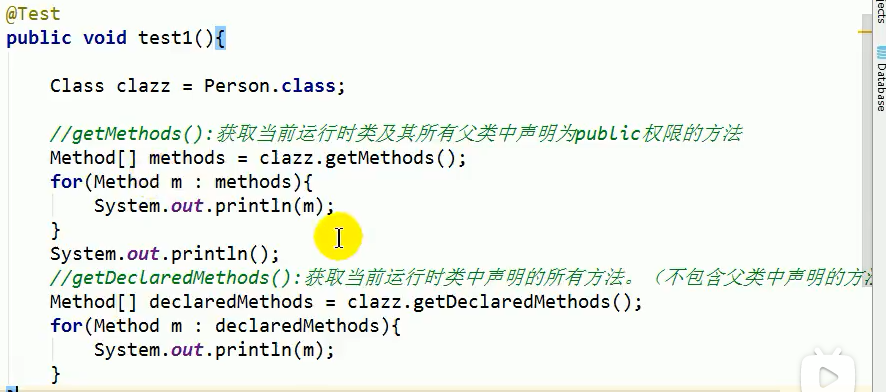 @Test
public void test1(){
Class clazz = Person.class;
//getMethods():获取当前运行时类及其所有父类中声明为public权限的方法
Method[] methods = clazz.getMethods();
for(Method m : methods){
System.out.println(m);
}
System.out.println();
//getDeclaredMethods():获取当前运行时类中声明的所有方法。（不包含父类中声明的方法
Method[] declaredMethods = clazz.getDeclaredMethods();
for(Method m : declaredMethods){
System.out.println(m);
}
Database